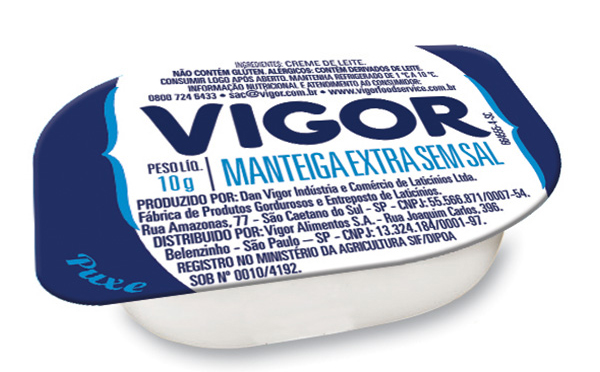 INGREDIENTES: CREME DE LEITE.
NÃO CONTÉM GLÚTEN. ALÉRGICOS: CONTÉM DERIVADOS DE LEITE
CONSUMIR LOGO APÓS ABERTO. MANTENHA REFRIGERADO DE 1 °C A 10 °C.
INFORMAÇÃO NUTRICIONAL E ATENDIMENTO AO CONSUMIDOR:
0800 724 6433 • sac@vigor.com.br • www.vigorfoodservice.com.br
VIGOR
PESO LÍQ.
10 g
MANTEIGA EXTRA SEM SAL
PRODUZIDO POR: Dan Vigor Indústria e Comércio de Laticínios Ltda.
Fábrica de Produtos Gordurosos e Entreposto de Laticínios.
Rua Amazonas, 77 - São Caetano do Sul - SP - CNPJ: 55.566.871/0007-54.
DISTRIBUIDO POR: Vigor Alimentos S.A. - Rua Joaquim Carlos, 396.
Belenzinho - São Paulo – SP - CNPJ: 13.324.184/0001-97.
REGISTRO NO MINISTÉRIO DA AGRICULTURA SIF/DIPOA
SOB Nº 0010/4192.
Puxe